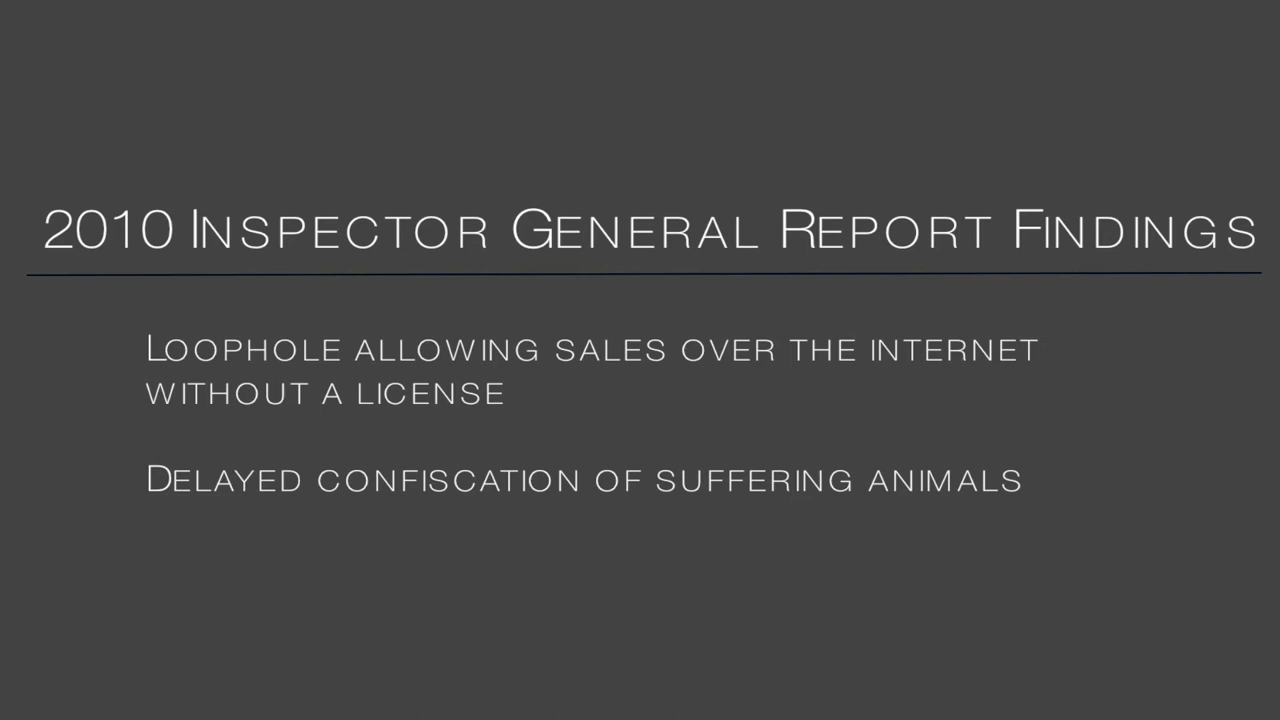 2010 Inspector General Report Findings
Loophole allowing sales over the internet
without a license
Delayed confiscation of suffering animals